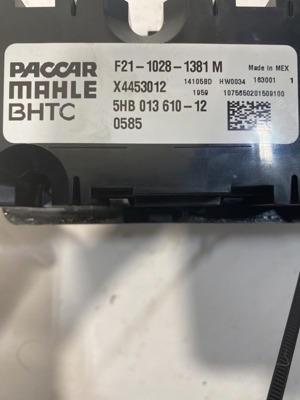 PACCAR F21-1028-1381 M Made in MEX
MAHLE X4453012 141058D HW0034 163001 1
BHTC 5HB 013 610-12 1959 1075650201509100
0585